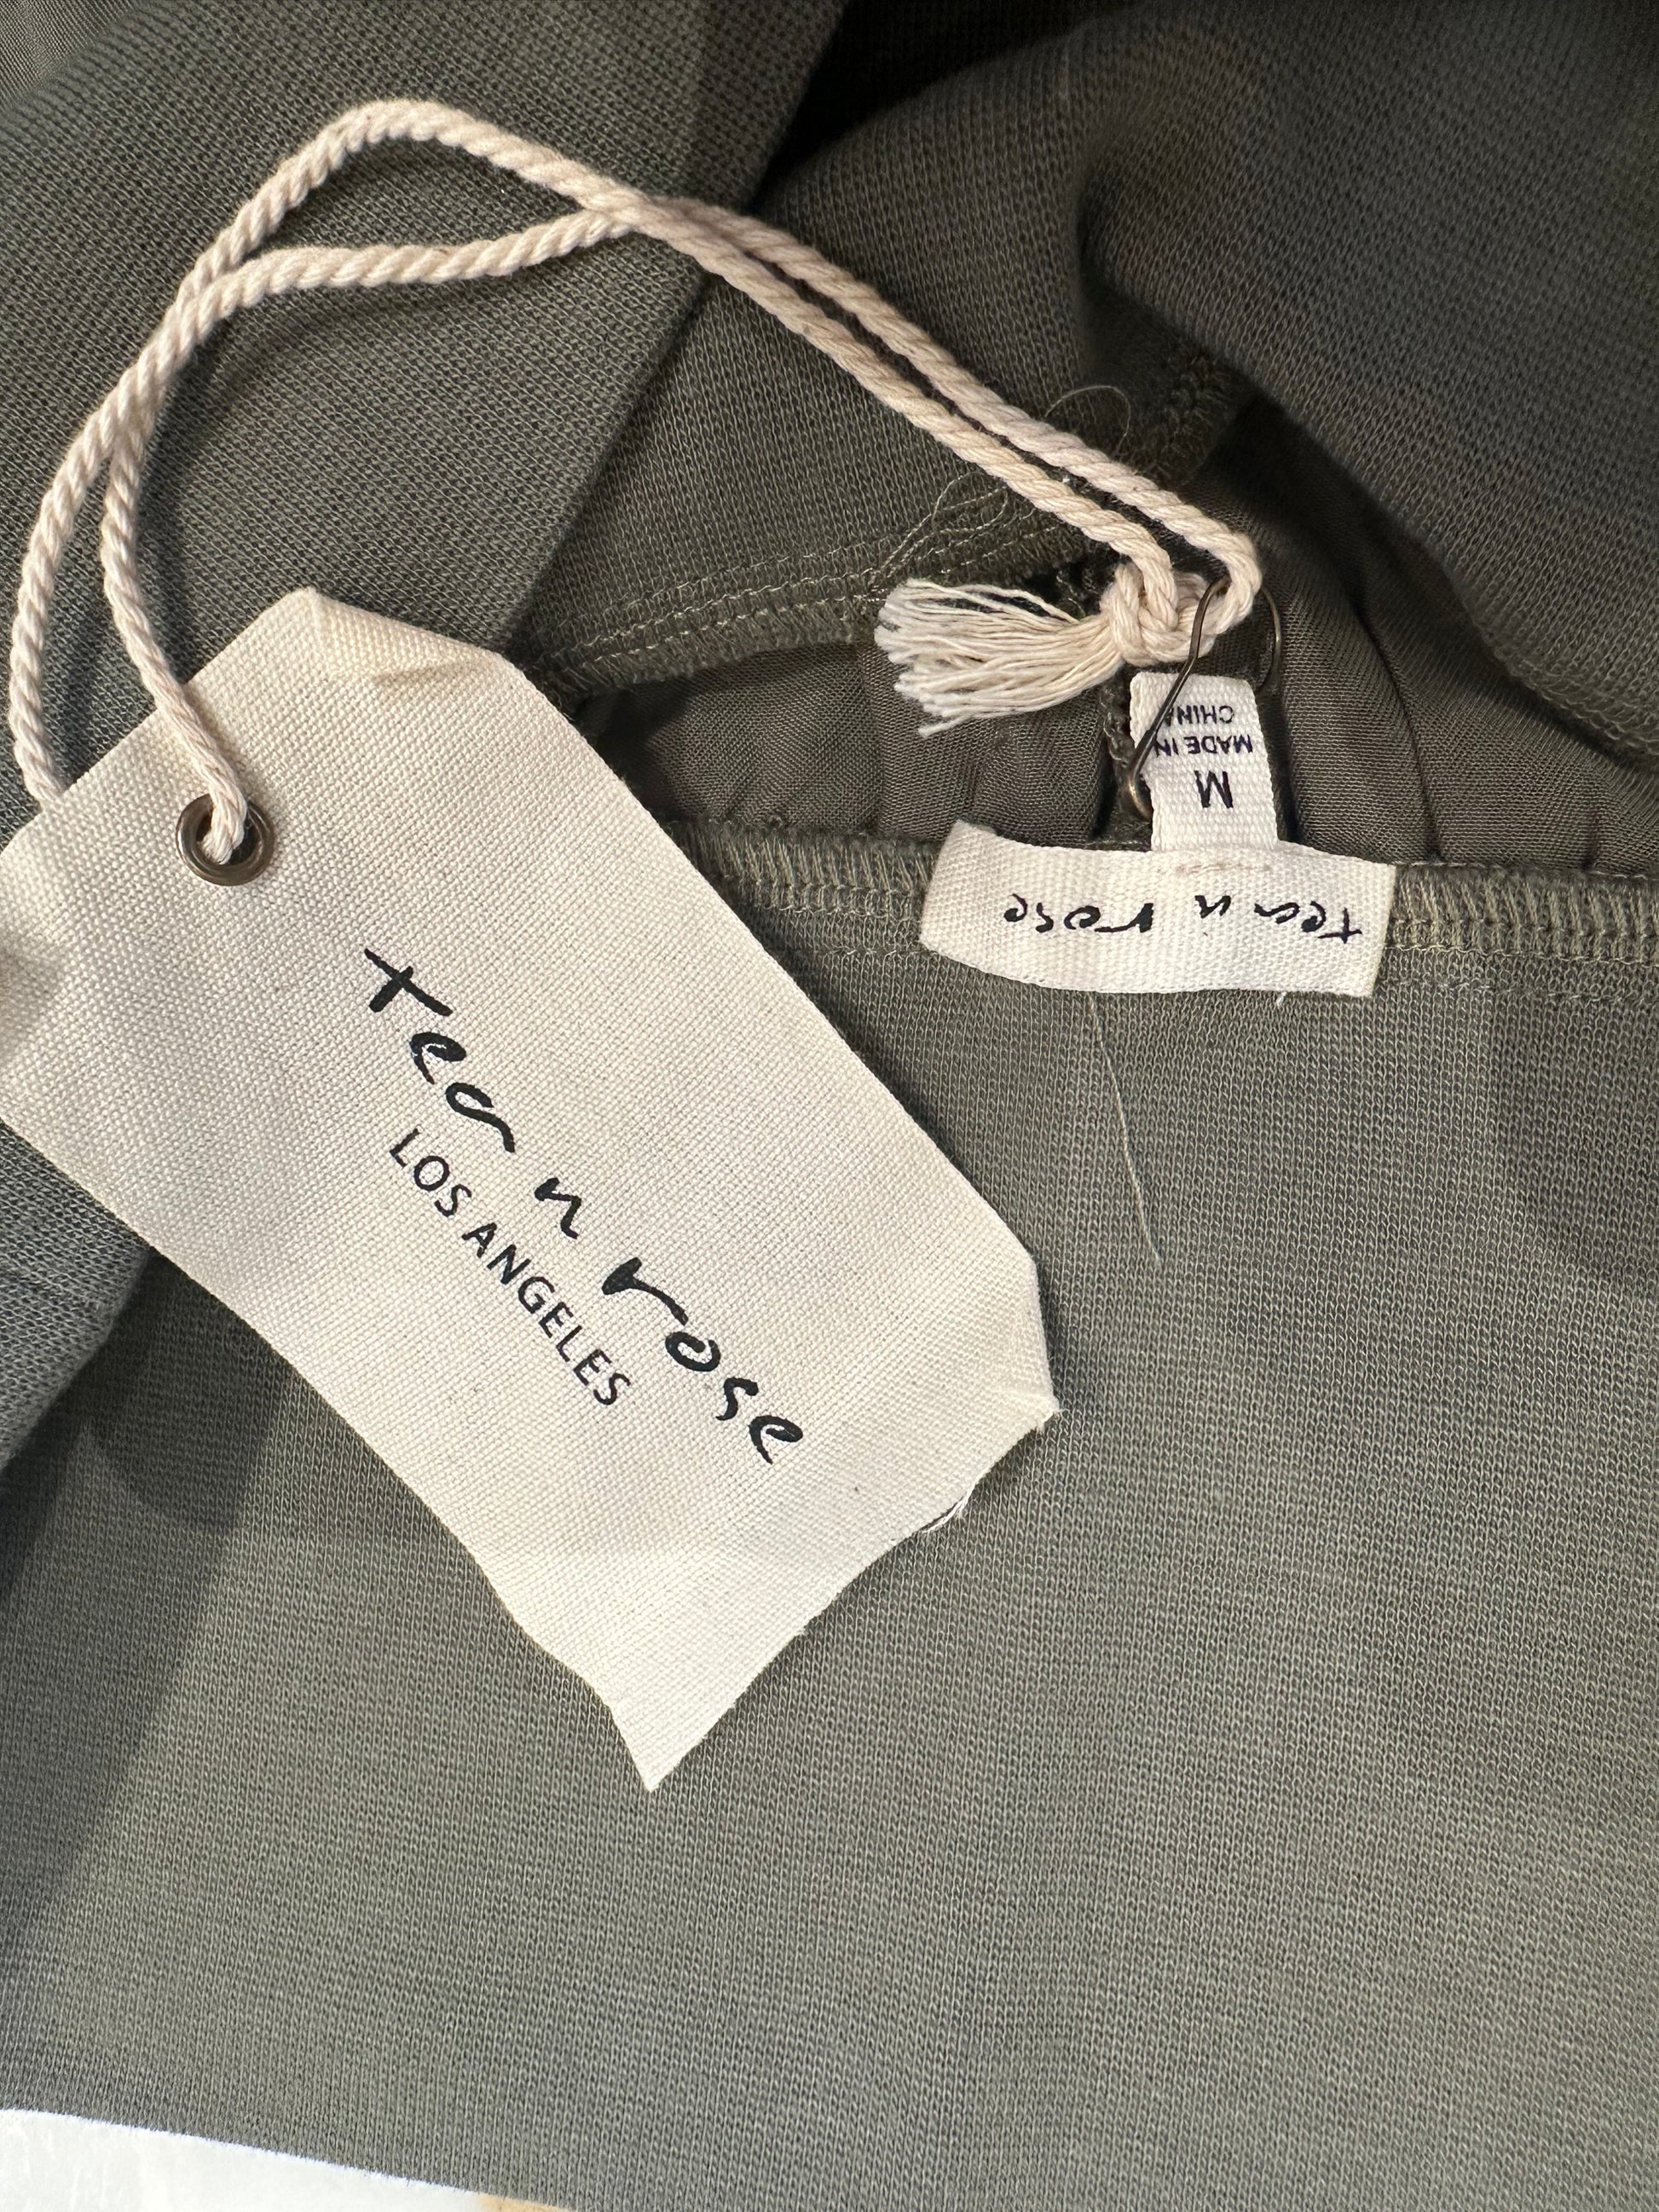 tea n rose
LOS ANGELES
tea n rose
M
MADE IN
CHINA